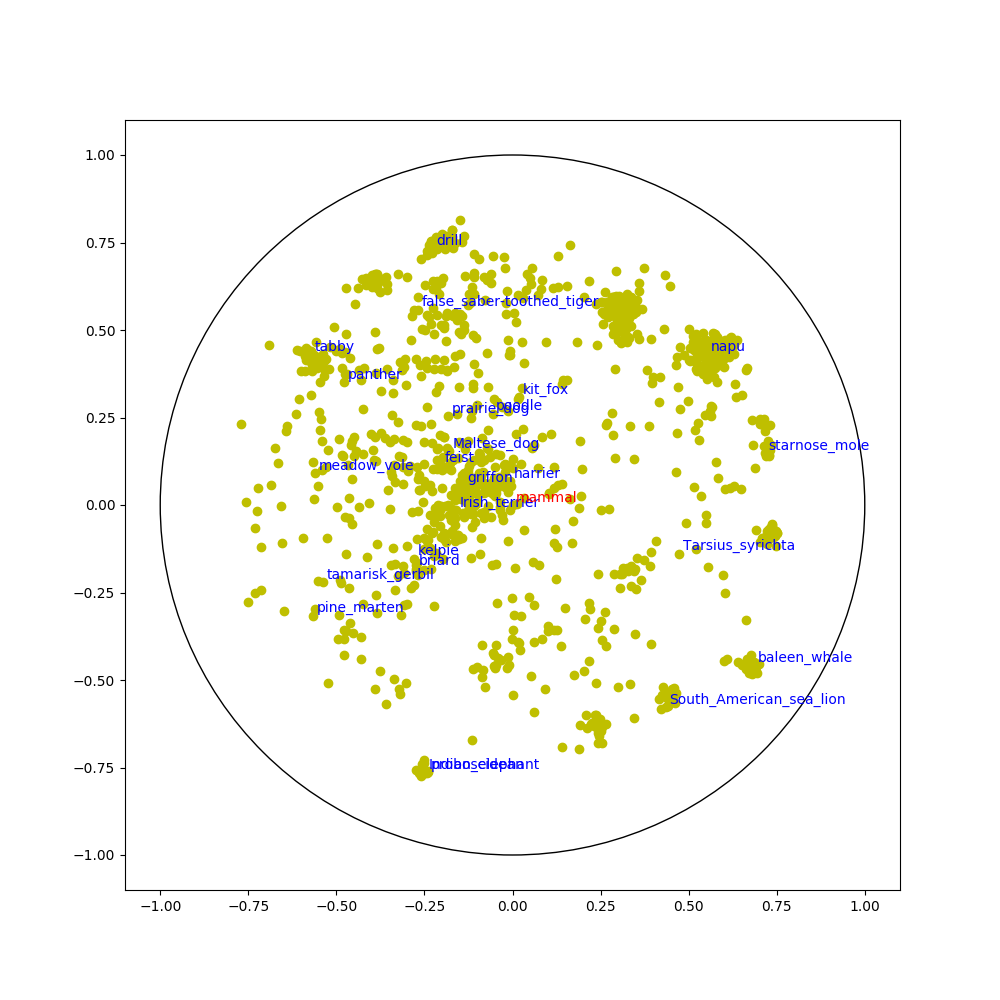 1.00
0.75
0.50
0.25
0.00
−0.25
−0.50
−0.75
−1.00
drill
false_saber-toothed_tiger
tabby
napu
panther
kit_fox
prairie_dog
poodle
Maltese_dog
starnose_mole
feist
meadow_vole
griffon
harrier
mammal
Irish_terrier
kelpie
Tarsius_syrichta
briard
tamarisk_gerbil
pine_marten
baleen_whale
South_American_sea_lion
Indian_elephant
proboscidean
−1.00 −0.75 −0.50 −0.25 0.00 0.25 0.50 0.75 1.00